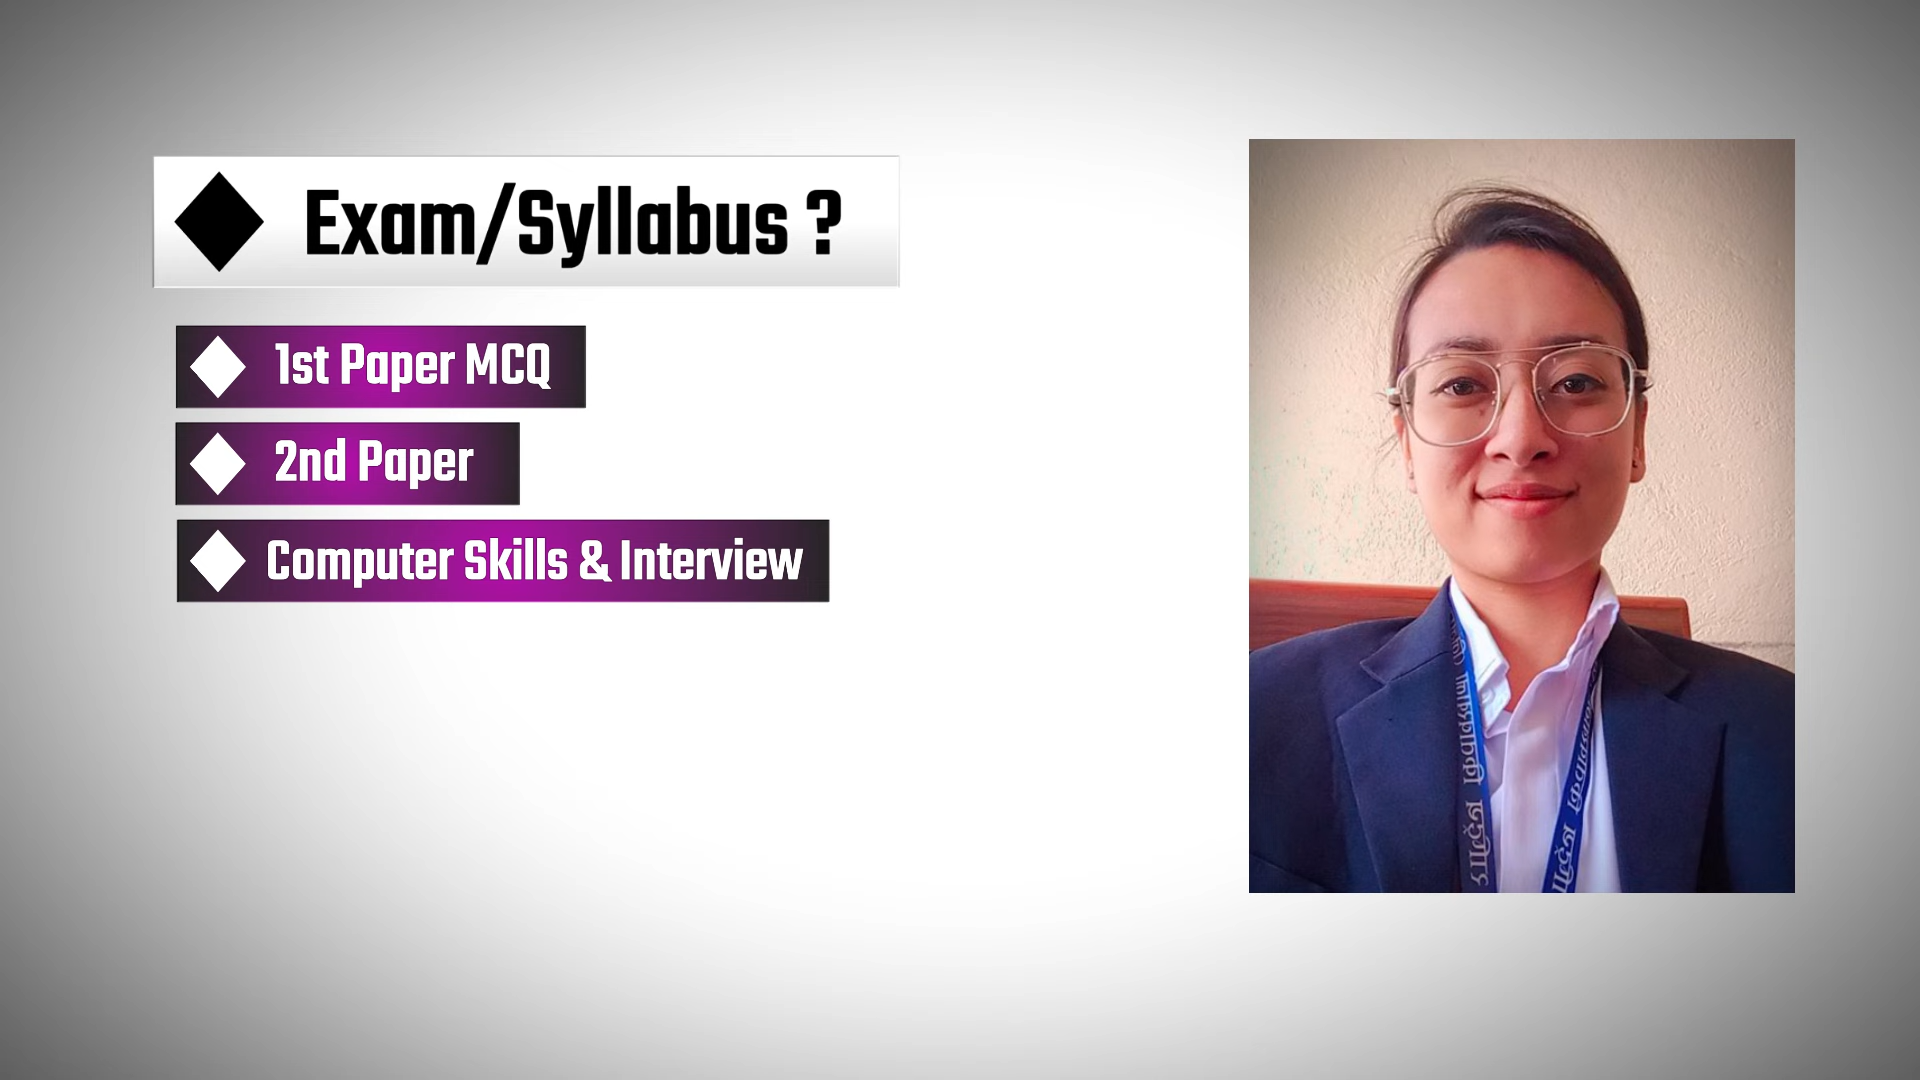 Exam/Syllabus ?
1st Paper MCQ
2nd Paper
Computer Skills & Interview